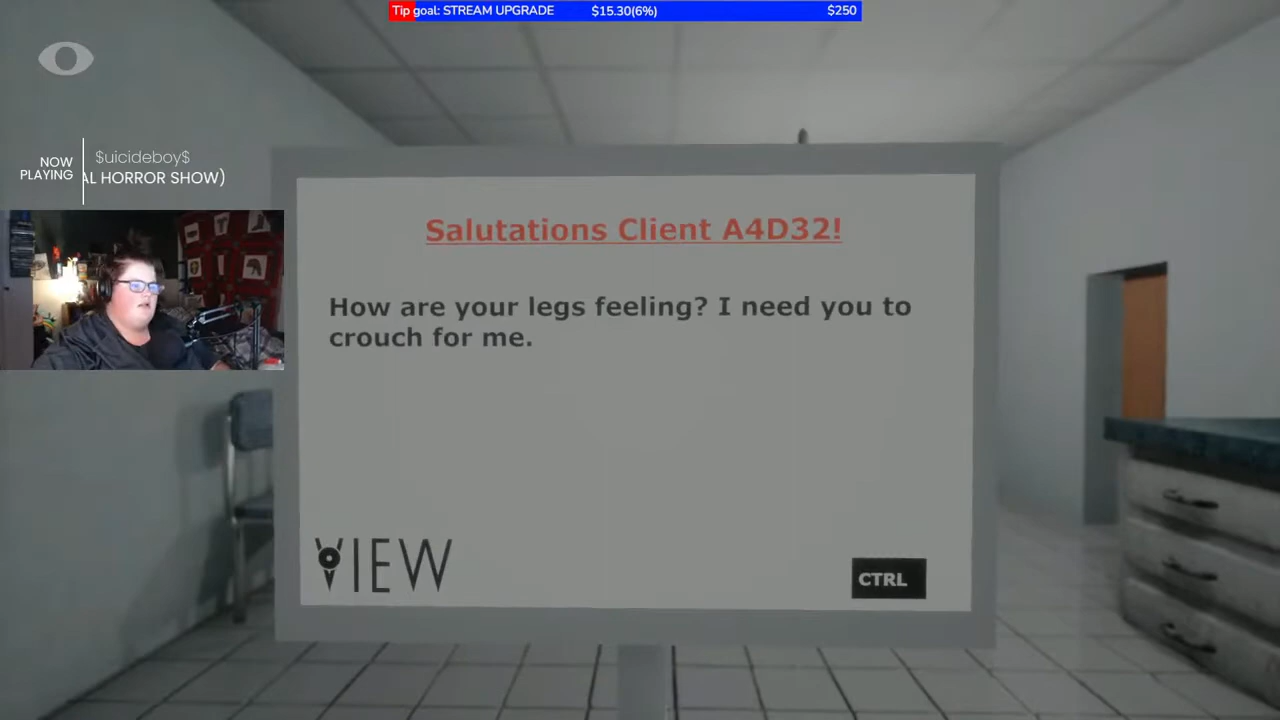 Tip goal: STREAM UPGRADE $15.30(6%) $250
NOW PLAYING
$uicideboy$
AL HORROR SHOW)
Salutations Client A4D32!
How are your legs feeling? I need you to
crouch for me.
VIEW
CTRL